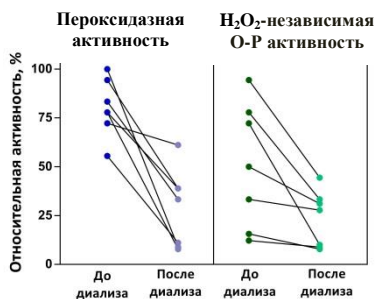 Пероксидазная
активность
H₂O₂-независимая
О-Р активность
Относительная активность, %
100
75
50
25
0
До
диализа
После
диализа
До
диализа
После
диализа